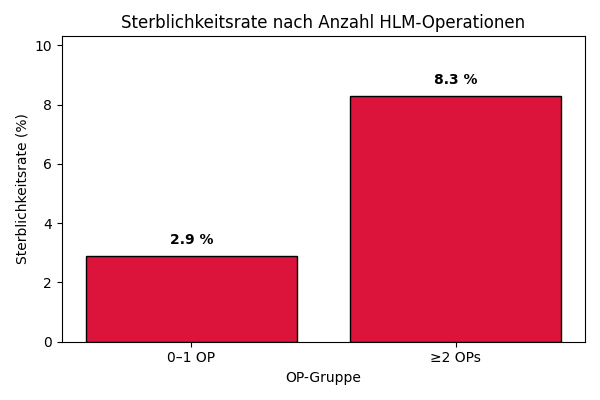 Sterblichkeitsrate nach Anzahl HLM-Operationen
Sterblichkeitsrate (%)
10
8
6
4
2
0
2.9 %
8.3 %
0–1 OP
≥2 OPs
OP-Gruppe